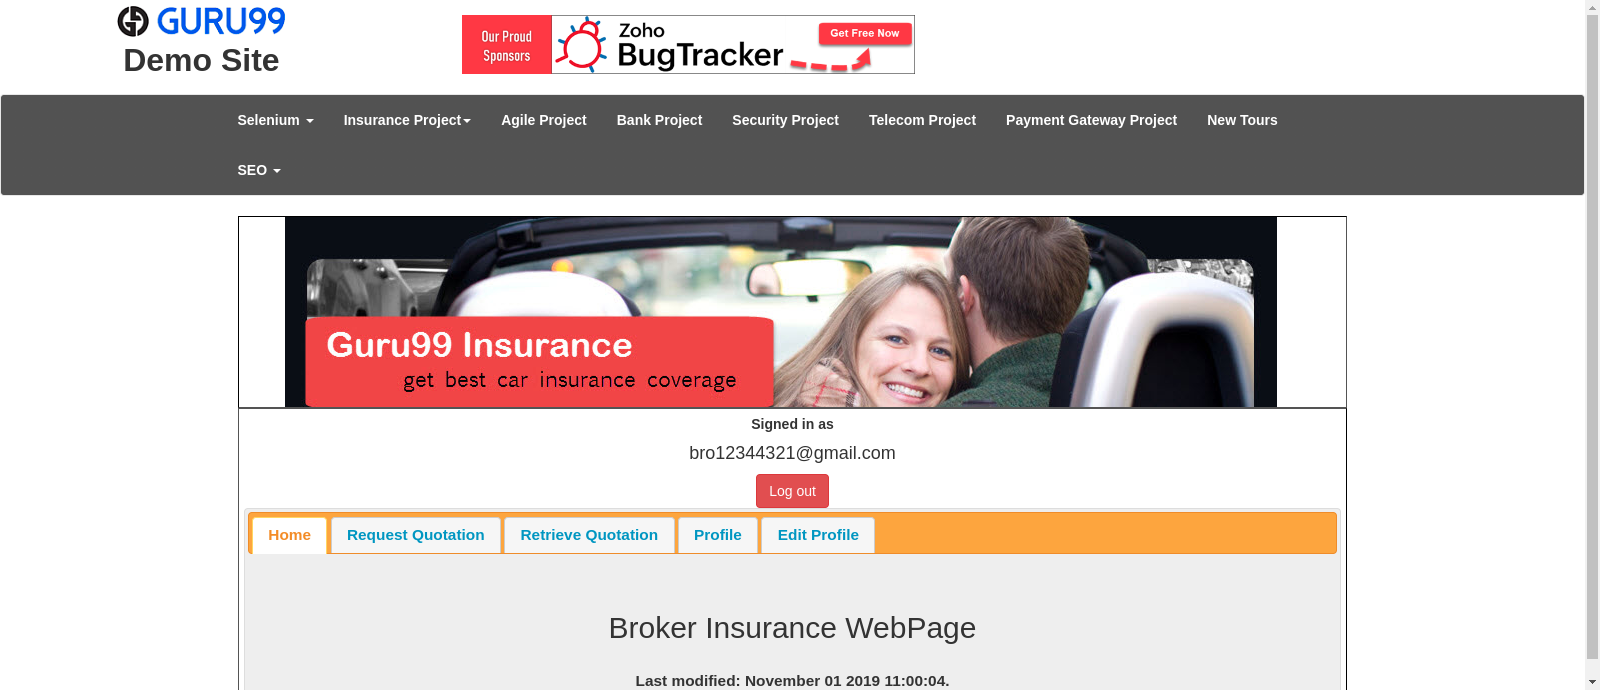 GURU99
Demo Site
Our Proud
Sponsors
Zoho
BugTracker
Get Free Now
Selenium
Insurance Project
Agile Project
Bank Project
Security Project
Telecom Project
Payment Gateway Project
New Tours
SEO
Guru99 Insurance
get best car insurance coverage
Signed in as
bro12344321@gmail.com
Log out
Home
Request Quotation
Retrieve Quotation
Profile
Edit Profile
Broker Insurance WebPage
Last modified: November 01 2019 11:00:04.